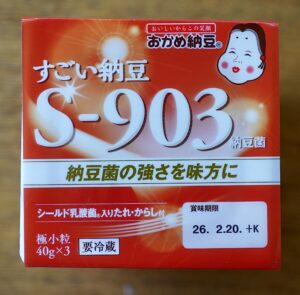 おいしいからこの笑顔
おかめ納豆®
すごい納豆
S-903
納豆菌
納豆菌の強さを味方に
シールド乳酸菌®入りたれ・からし付
極小粒
40g×3
要冷蔵
賞味期限
26. 2.20. +K